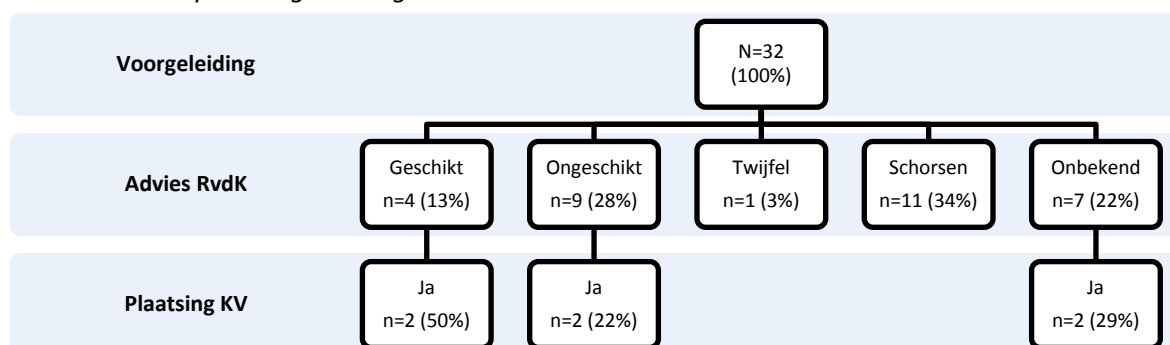 Voorgeleiding
N=32
(100%)
Advies RvdK
Geschikt
n=4 (13%)
Ongeschikt
n=9 (28%)
Twijfel
n=1 (3%)
Schorsen
n=11 (34%)
Onbekend
n=7 (22%)
Plaatsing KV
Ja
n=2 (50%)
Ja
n=2 (22%)
Ja
n=2 (29%)